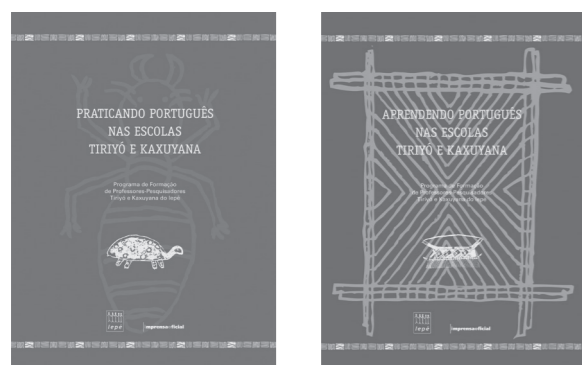 PRATICANDO PORTUGUÊS
NAS ESCOLAS
TIRIYÓ E KAXUYANA
Programa de Formação
de Professores-Pesquisadores
Tiriyó e Kaxuyana do Iepé
Iepé
imprensaoficial
APRENDENDO PORTUGUÊS
NAS ESCOLAS
TIRIYÓ E KAXUYANA
Programa de Formação
de Professores-Pesquisadores
Tiriyó e Kaxuyana do Iepé
Iepé
imprensaoficial